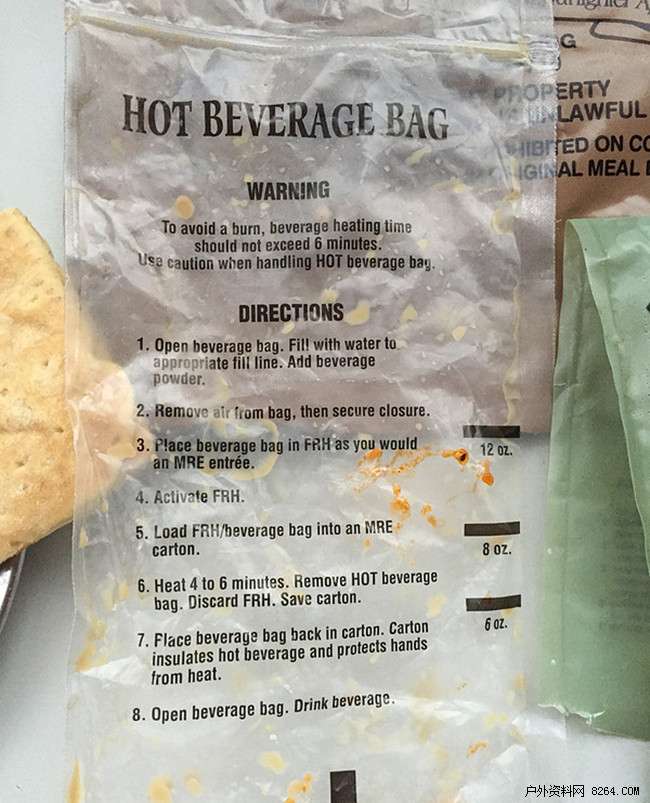 G
PROPERTY
UNLAWFUL
HIBITED ON CO
IGINAL MEAL
HOT BEVERAGE BAG
WARNING
To avoid a burn, beverage heating time
should not exceed 6 minutes.
Use caution when handling HOT beverage bag.
DIRECTIONS
1. Open beverage bag. Fill with water to
appropriate fill line. Add beverage
powder.
2. Remove air from bag, then secure closure.
3. Place beverage bag in FRH as you would
an MRE entrée.
12 oz.
4. Activate FRH.
5. Load FRH/beverage bag into an MRE
carton.
8 oz.
6. Heat 4 to 6 minutes. Remove HOT beverage
bag. Discard FRH. Save carton.
6 oz.
7. Place beverage bag back in carton. Carton
insulates hot beverage and protects hands
from heat.
8. Open beverage bag. Drink beverage.
户外资料网 8264.COM